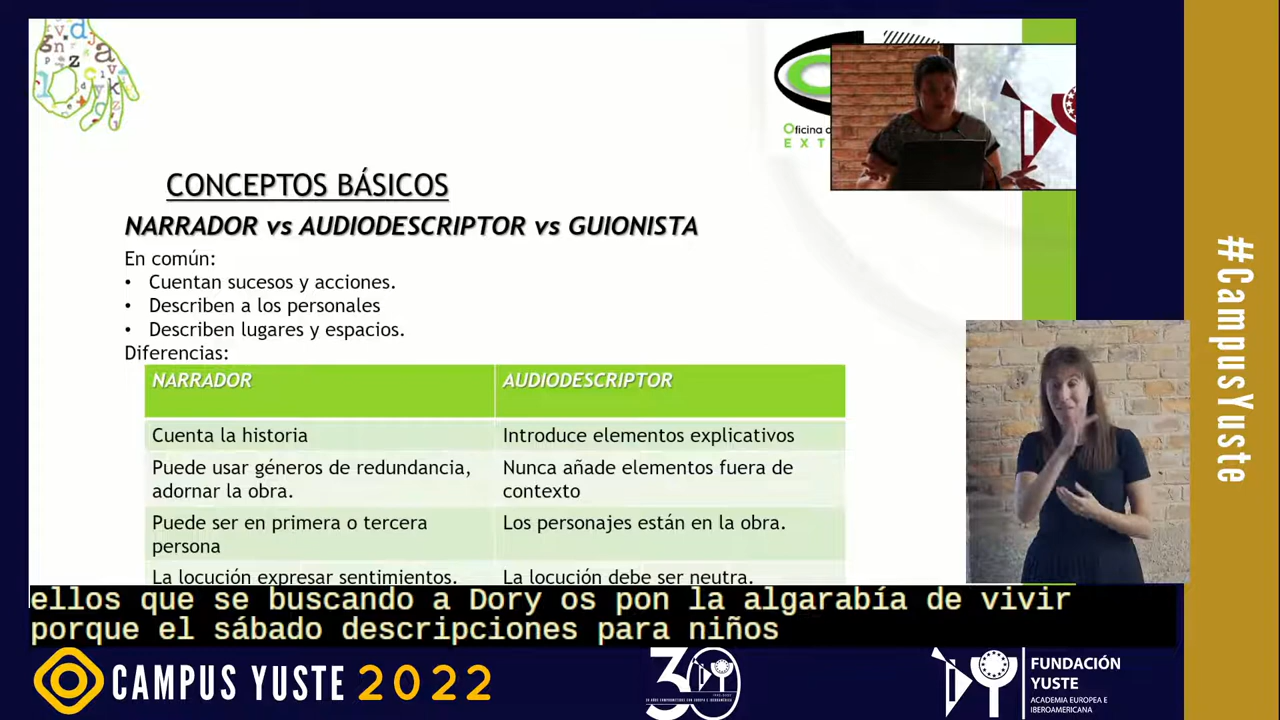 Oficina
EXT
CONCEPTOS BÁSICOS
NARRADOR vs AUDIODESCRIPTOR vs GUIONISTA
En común:
• Cuentan sucesos y acciones.
• Describen a los personales
• Describen lugares y espacios.
Diferencias:
NARRADOR AUDIODESCRIPTOR
Cuenta la historia Introduce elementos explicativos
Puede usar géneros de redundancia, Nunca añade elementos fuera de
adornar la obra. contexto
Puede ser en primera o tercera Los personajes están en la obra.
persona
La locución expresar sentimientos. La locución debe ser neutra.
#CampusYuste
ellos que se buscando a Dory os pon la algarabía de vivir
porque el sábado descripciones para niños
CAMPUS YUSTE 2022
30
FUNDACIÓN
YUSTE
ACADEMIA EUROPEA E
IBEROAMERICANA